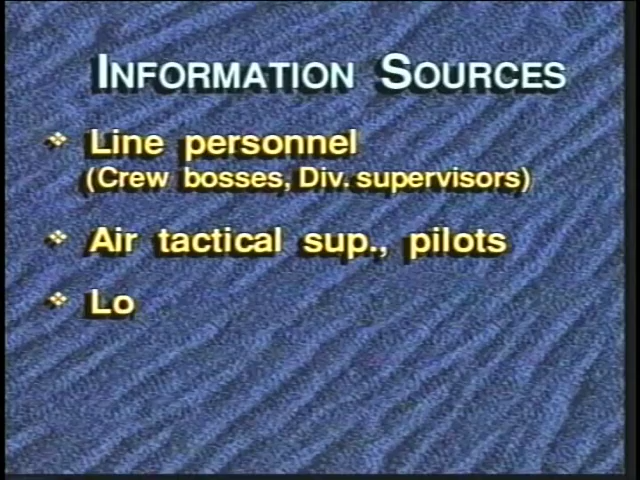 INFORMATION SOURCES
Line personnel
(Crew bosses, Div. supervisors)
Air tactical sup., pilots
Lo